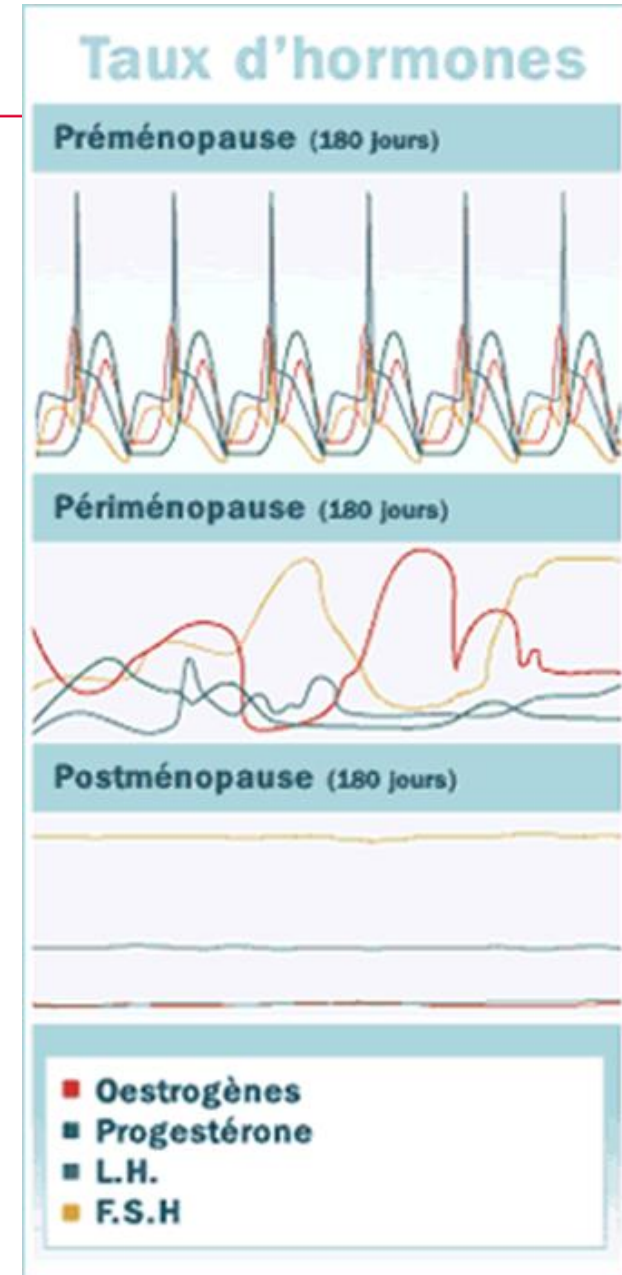 Taux d'hormones
Préménopause (180 jours)
Périménopause (180 jours)
Postménopause (180 jours)
Oestrogènes
Progestérone
L.H.
F.S.H